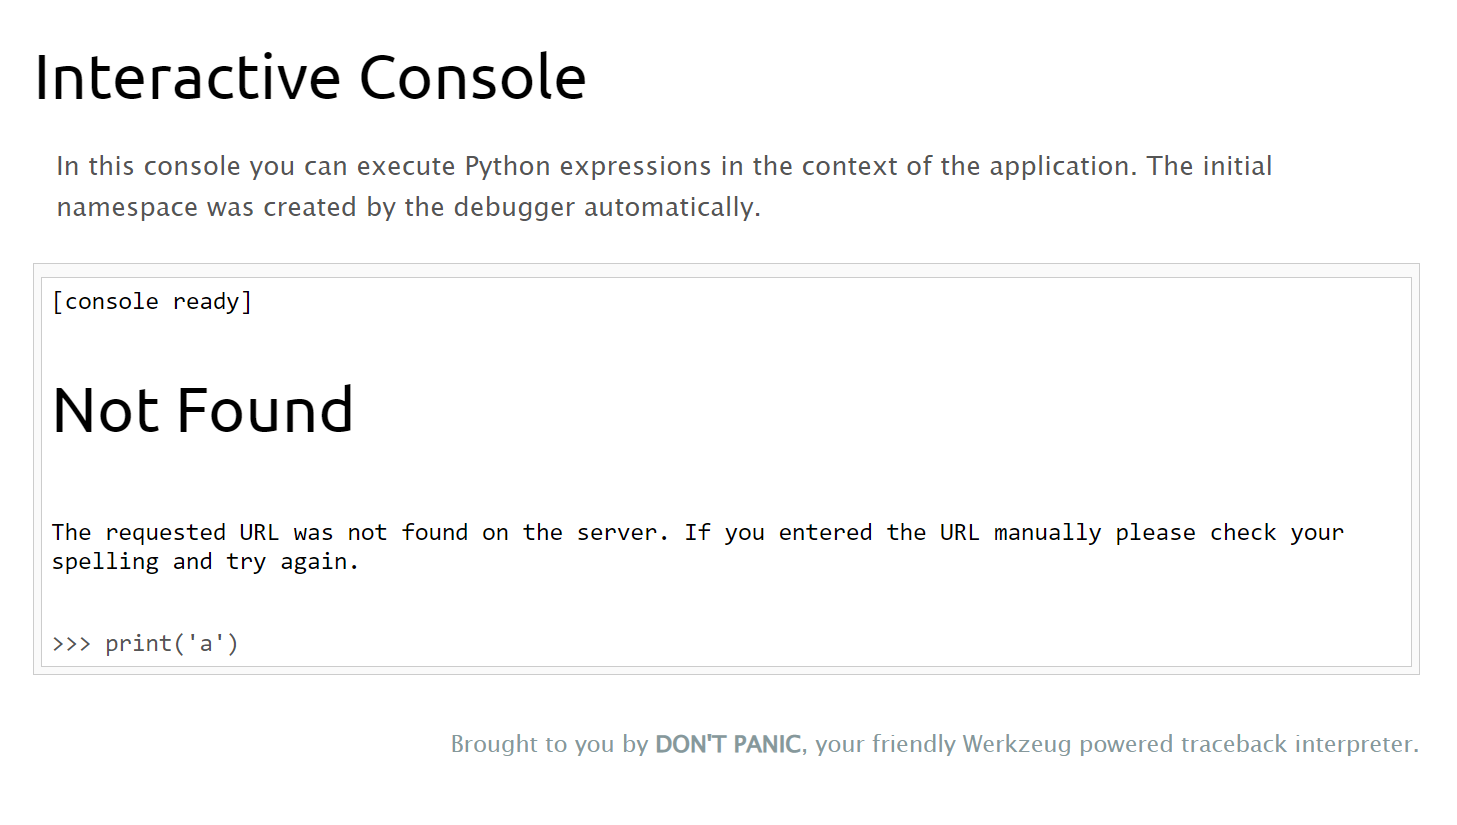 Interactive Console
In this console you can execute Python expressions in the context of the application. The initial
namespace was created by the debugger automatically.
[console ready]
Not Found
The requested URL was not found on the server. If you entered the URL manually please check your
spelling and try again.
>>> print('a')
Brought to you by DON'T PANIC, your friendly Werkzeug powered traceback interpreter.